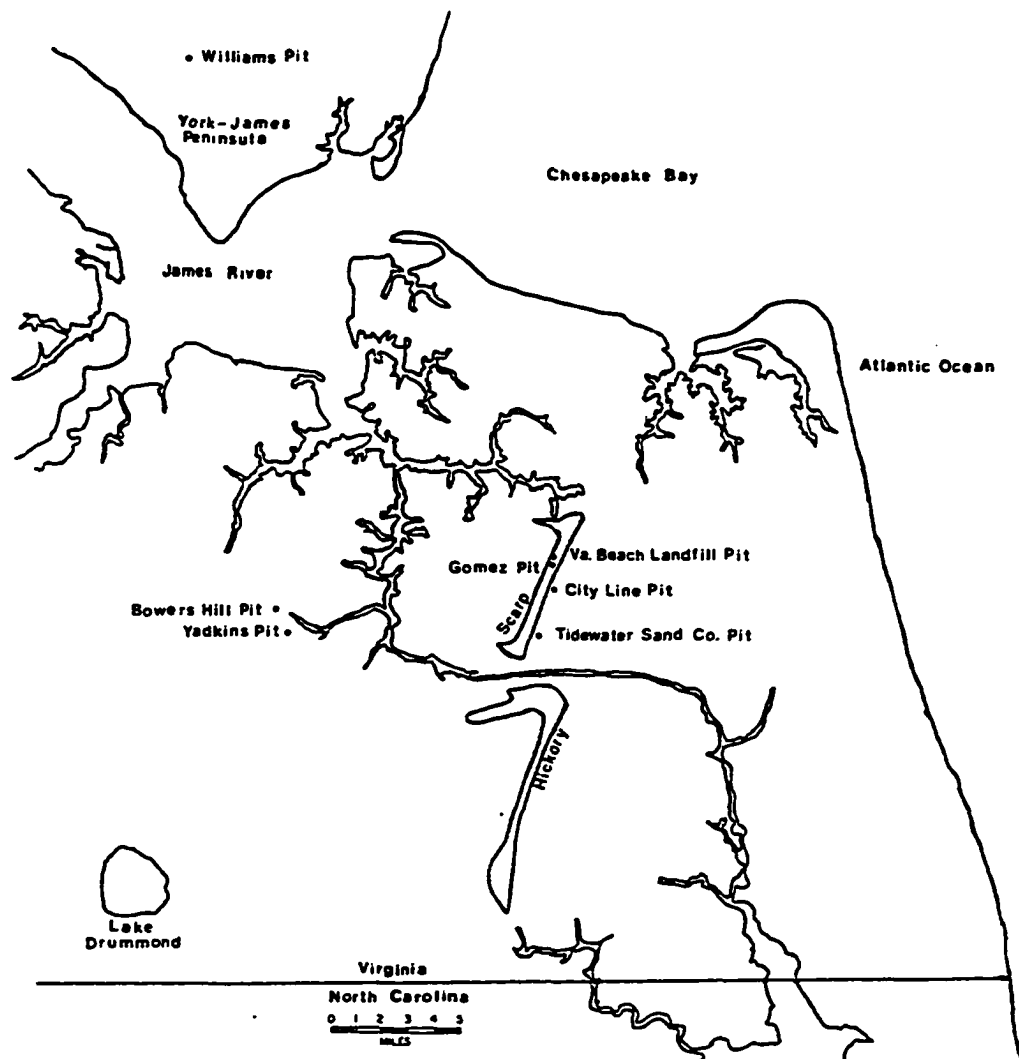 Williams Pit
York-James
Peninsula
Chesapeake Bay
James River
Atlantic Ocean
Gomez Pit
Va. Beach Landfill Pit
City Line Pit
Scarp
Bowers Hill Pit
Yadkins Pit
Tidewater Sand Co. Pit
Hickory
Lake
Drummond
Virginia
North Carolina
0 1 2 3 4 5
MILES